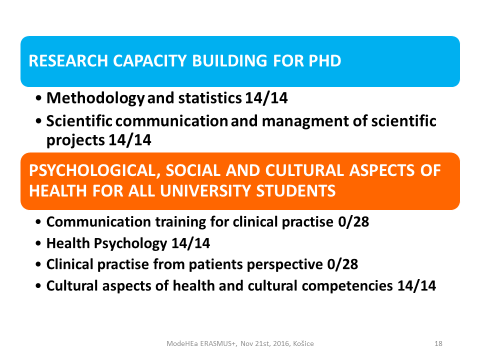 RESEARCH CAPACITY BUILDING FOR PHD
• Methodology and statistics 14/14
• Scientific communication and managment of scientific
projects 14/14
PSYCHOLOGICAL, SOCIAL AND CULTURAL ASPECTS OF
HEALTH FOR ALL UNIVERSITY STUDENTS
• Communication training for clinical practise 0/28
• Health Psychology 14/14
• Clinical practise from patients perspective 0/28
• Cultural aspects of health and cultural competencies 14/14
ModeHEa ERASMUS+, Nov 21st, 2016, Košice 18